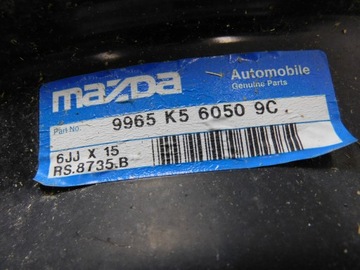 mazda
Automobile
Genuine Parts
Part No.
9965 K5 6050 9C
6JJ X 15
RS.8735.B